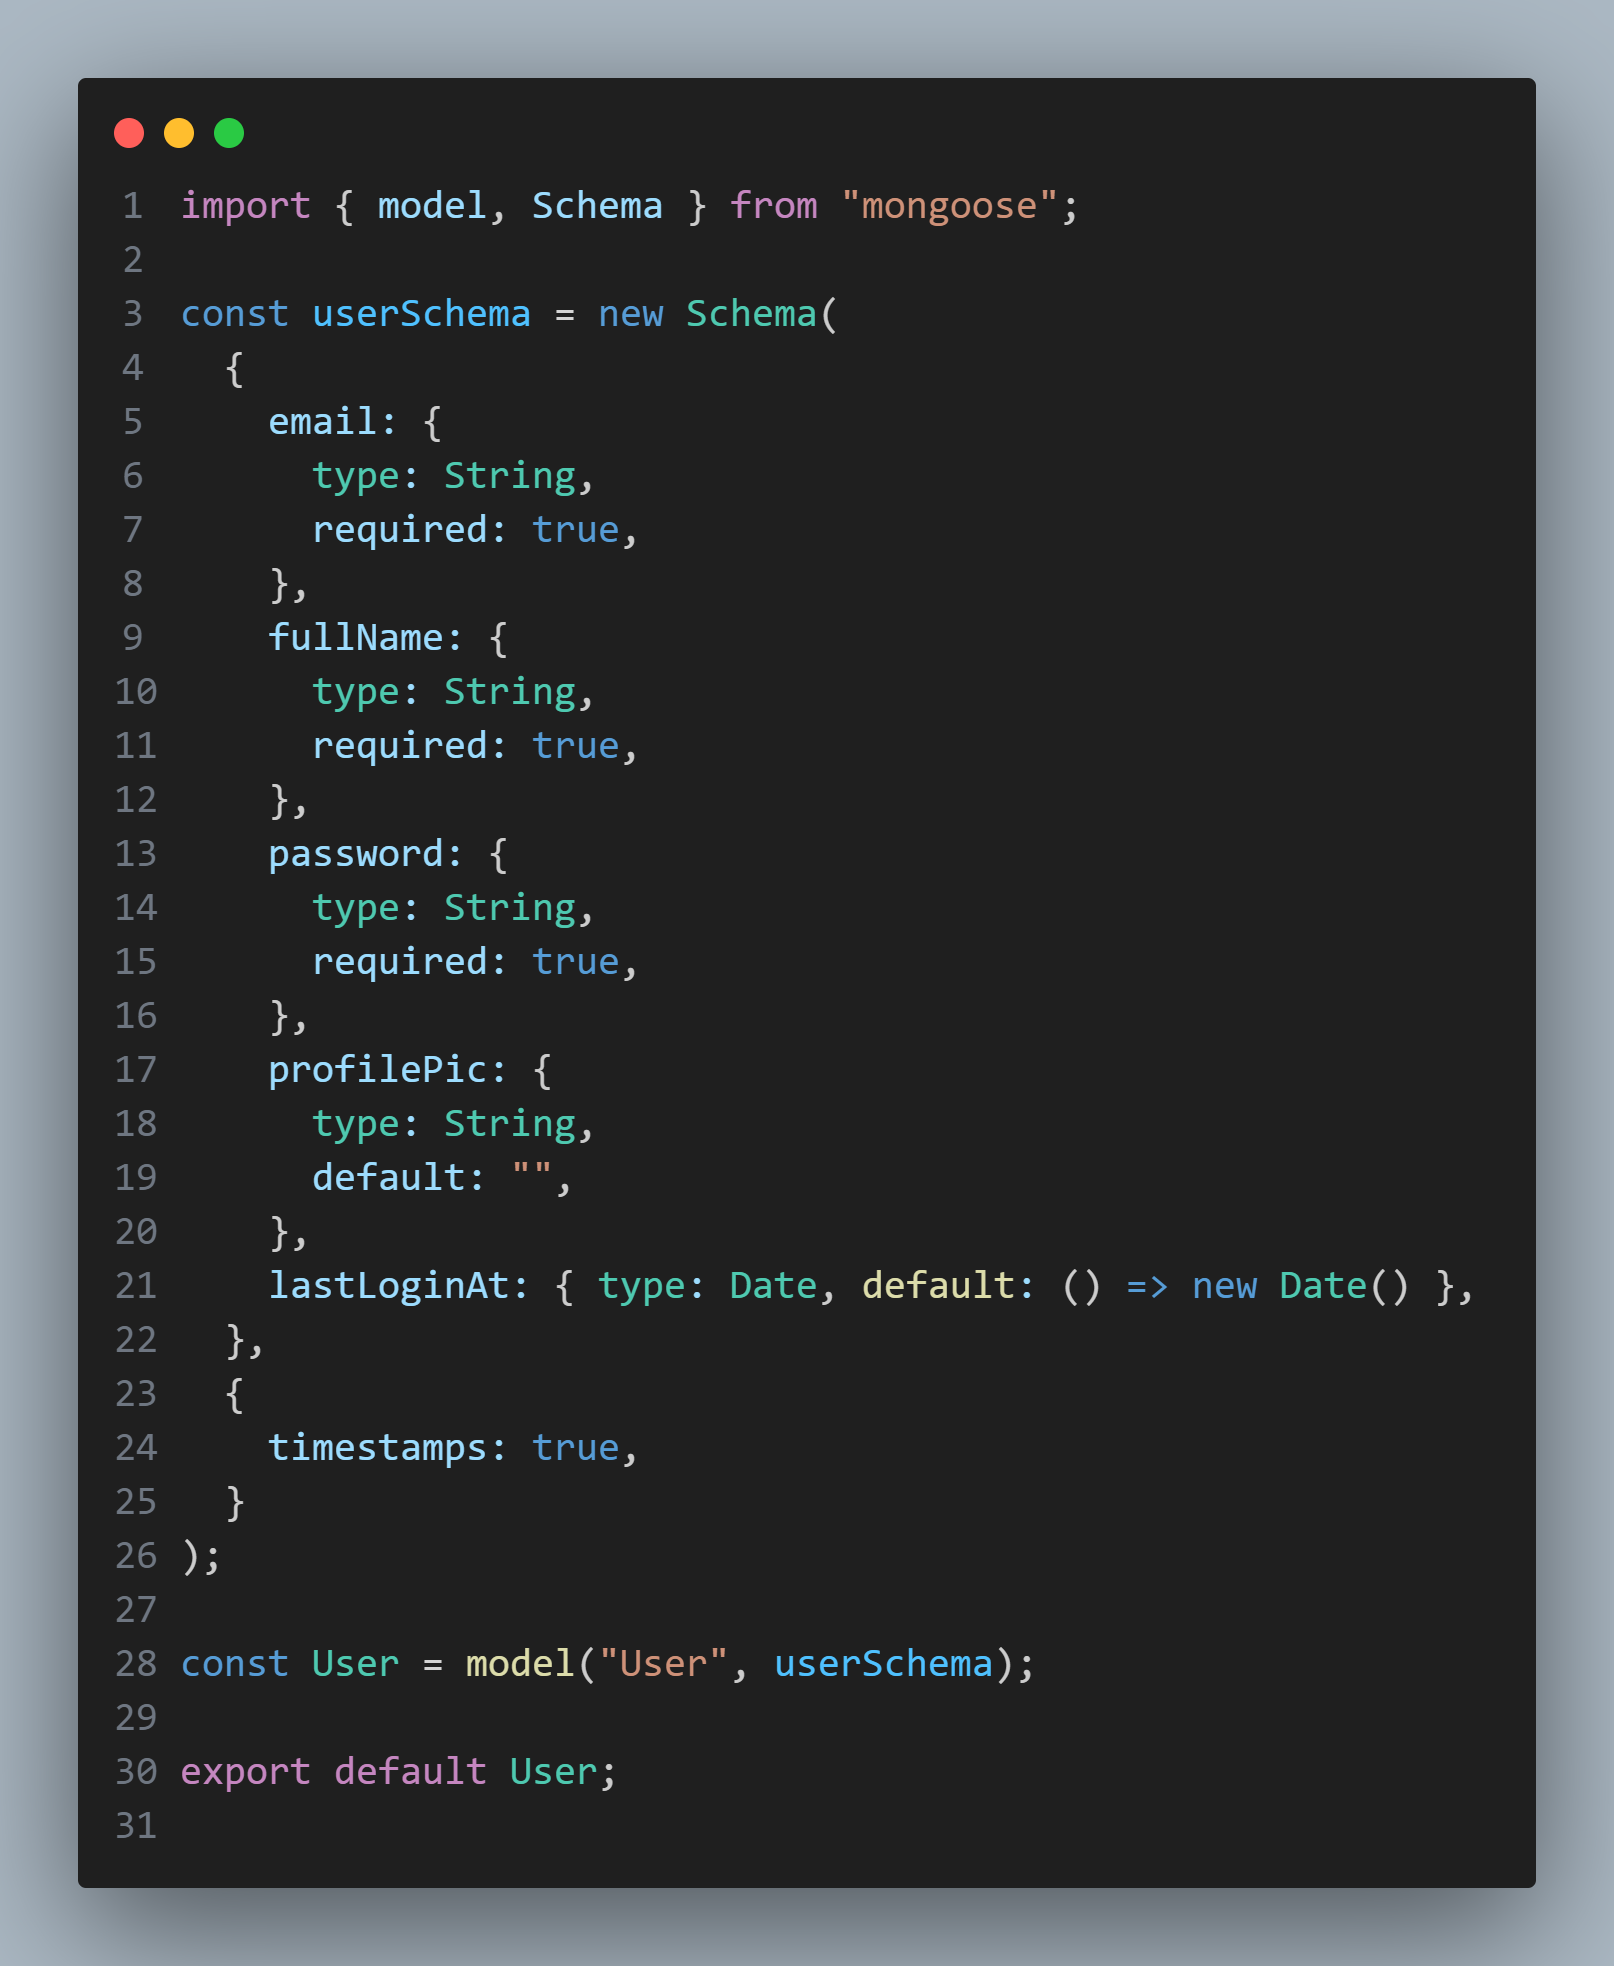 1 import { model, Schema } from "mongoose";
2
3 const userSchema = new Schema(
4   {
5     email: {
6       type: String,
7       required: true,
8     },
9     fullName: {
10       type: String,
11       required: true,
12     },
13     password: {
14       type: String,
15       required: true,
16     },
17     profilePic: {
18       type: String,
19       default: "",
20     },
21     lastLoginAt: { type: Date, default: () => new Date() },
22   },
23   {
24     timestamps: true,
25   }
26 );
27
28 const User = model("User", userSchema);
29
30 export default User;
31